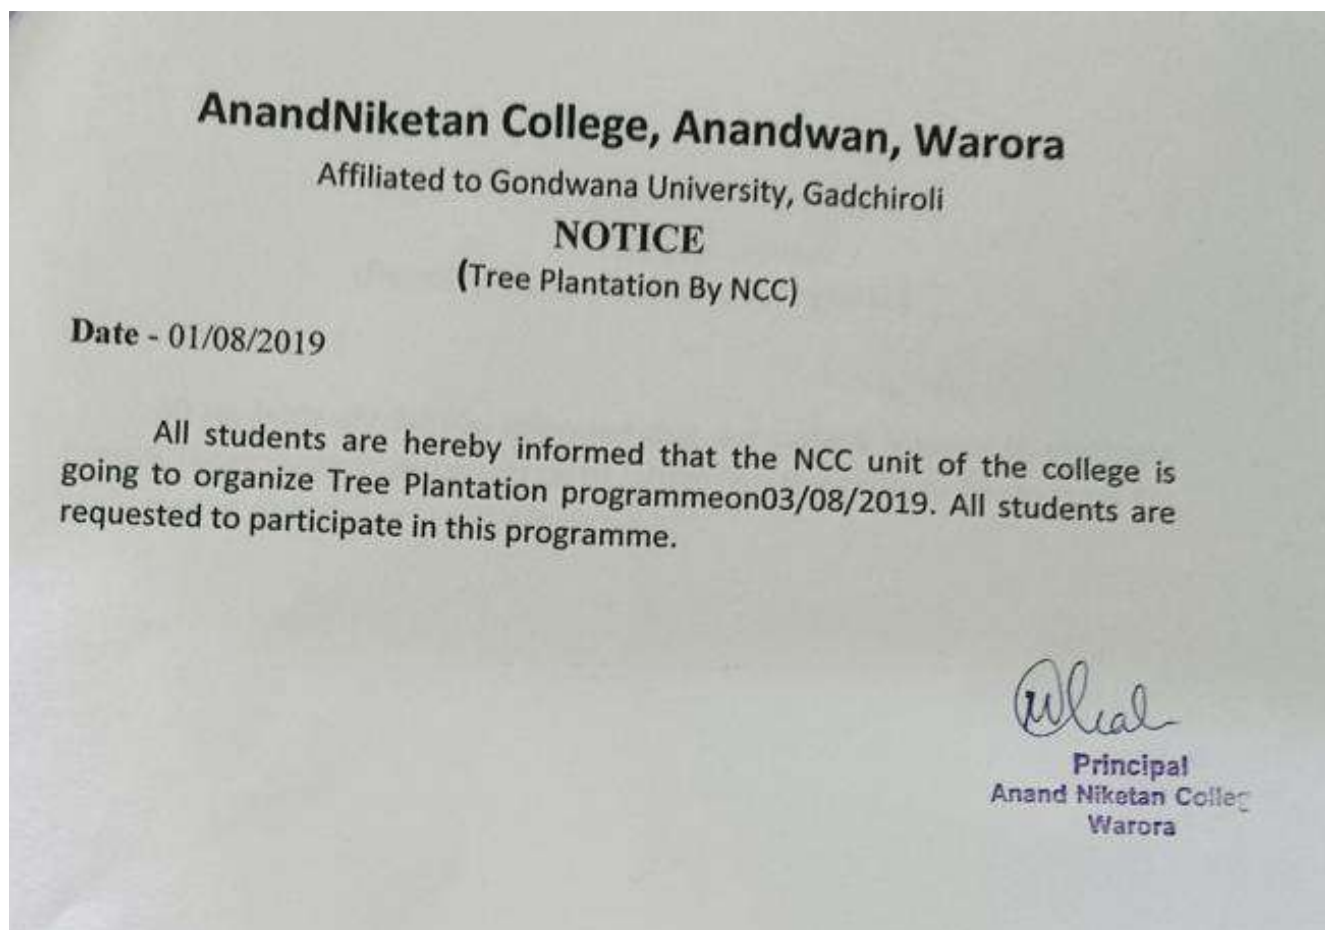 AnandNiketan College, Anandwan, Warora
Affiliated to Gondwana University, Gadchiroli
NOTICE
(Tree Plantation By NCC)
Date - 01/08/2019
All students are hereby informed that the NCC unit of the college is
going to organize Tree Plantation programmeon03/08/2019. All students are
requested to participate in this programme.
Principal
Anand Niketan Colleg
Warora